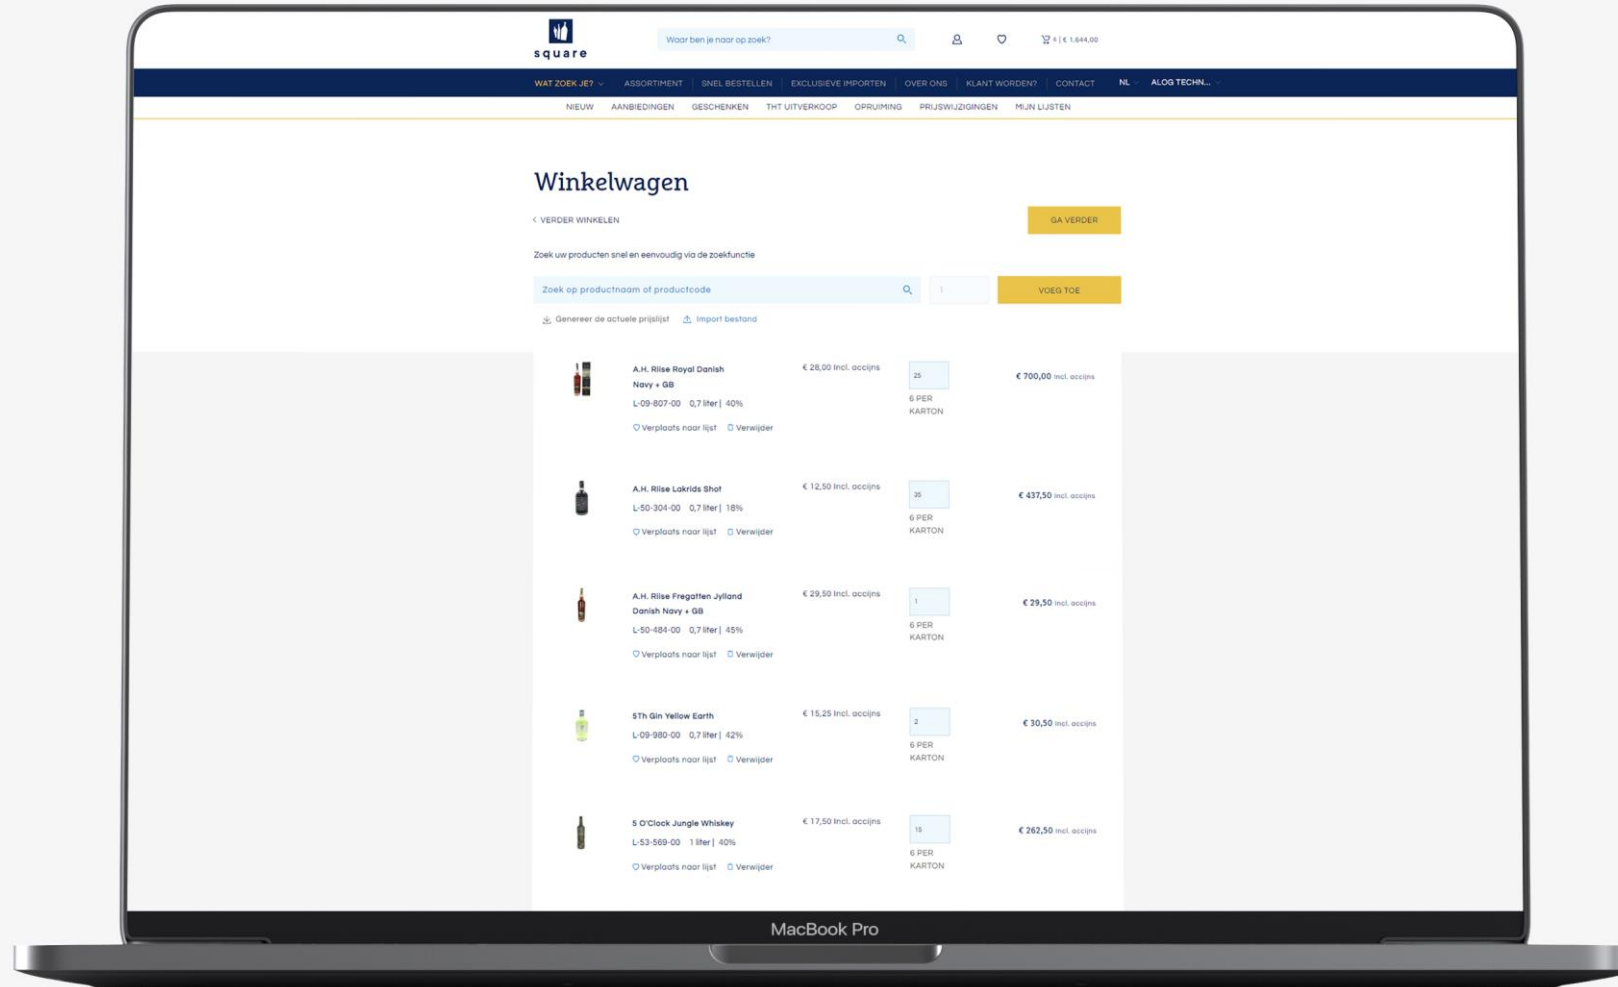 square
Waar ben je naar op zoek?
6 | € 1.644,00
WAT ZOEK JE?
ASSORTIMENT
SNEL BESTELLEN
EXCLUSIEVE IMPORTEN
OVER ONS
KLANT WORDEN?
CONTACT
NL
ALOG TECHN...
NIEUW
AANBIEDINGEN
GESCHENKEN
THT UITVERKOOP
OPRUIMING
PRIJSWIJZIGINGEN
MIJN LIJSTEN
Winkelwagen
< VERDER WINKELEN
GA VERDER
Zoek uw producten snel en eenvoudig via de zoekfunctie
Zoek op productnaam of productcode
1
VOEG TOE
Genereer de actuele prijslijst
Import bestand
A.H. Riise Royal Danish
Navy + GB
L-09-807-00 0,7 liter | 40%
Verplaats naar lijst
Verwijder
€ 28,00 Incl. accijns
25
6 PER
KARTON
€ 700,00 Incl. accijns
A.H. Riise Lakrids Shot
L-50-304-00 0,7 liter | 18%
Verplaats naar lijst
Verwijder
€ 12,50 Incl. accijns
35
6 PER
KARTON
€ 437,50 Incl. accijns
A.H. Riise Fregatten Jylland
Danish Navy + GB
L-50-484-00 0,7 liter | 45%
Verplaats naar lijst
Verwijder
€ 29,50 Incl. accijns
1
6 PER
KARTON
€ 29,50 Incl. accijns
5Th Gin Yellow Earth
L-09-980-00 0,7 liter | 42%
Verplaats naar lijst
Verwijder
€ 15,25 Incl. accijns
2
6 PER
KARTON
€ 30,50 Incl. accijns
5 O'Clock Jungle Whiskey
L-53-569-00 1 liter | 40%
Verplaats naar lijst
Verwijder
€ 17,50 Incl. accijns
15
6 PER
KARTON
€ 262,50 Incl. accijns
MacBook Pro